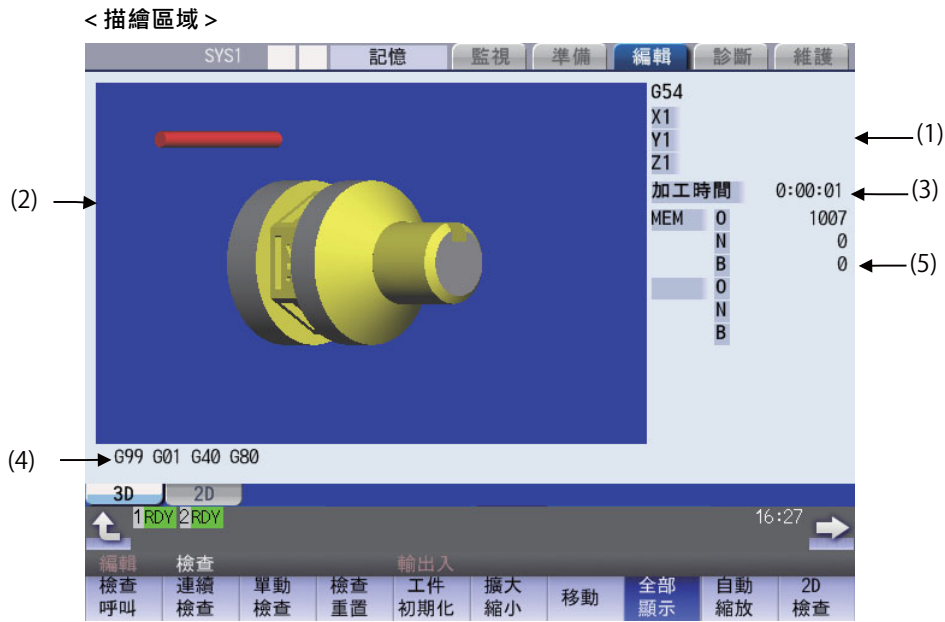 < 描繪區域 >
SYS1 記憶 監視 準備 編輯 診斷 維護
G54
X1
(1)
Y1
Z1
(2)
加工時間 0:00:01 (3)
MEM O 1007
N 0
B 0 (5)
O
N
B
(4) G99 G01 G40 G80
3D 2D
1 RDY 2 RDY 16:27
編輯 檢查 輸出入
檢查 連續 單動 檢查 工件 擴大 移動 全部 自動 2D
呼叫 檢查 檢查 重置 初期化 縮小 顯示 縮放 檢查